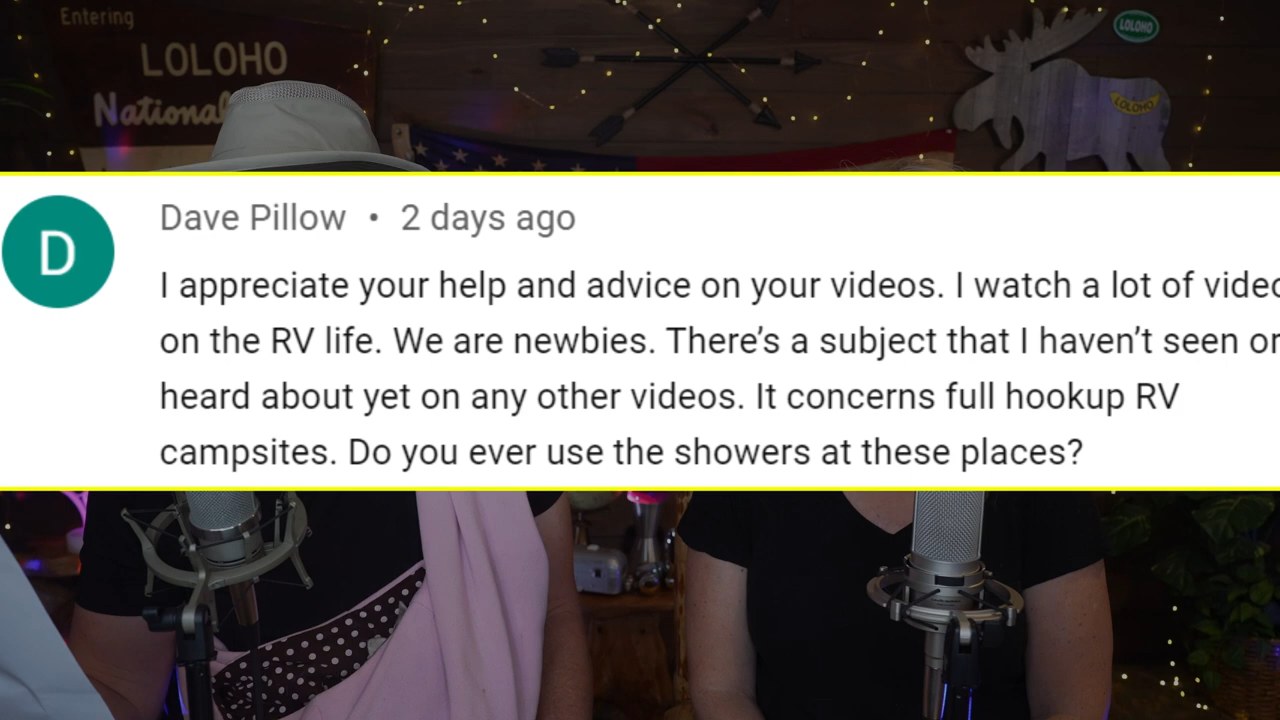 Entering
LOLOHO
National
LOLOHO
LOLOHO
D
Dave Pillow • 2 days ago
I appreciate your help and advice on your videos. I watch a lot of
on the RV life. We are newbies. There’s a subject that I haven’t seen or
heard about yet on any other videos. It concerns full hookup RV
campsites. Do you ever use the showers at these places?